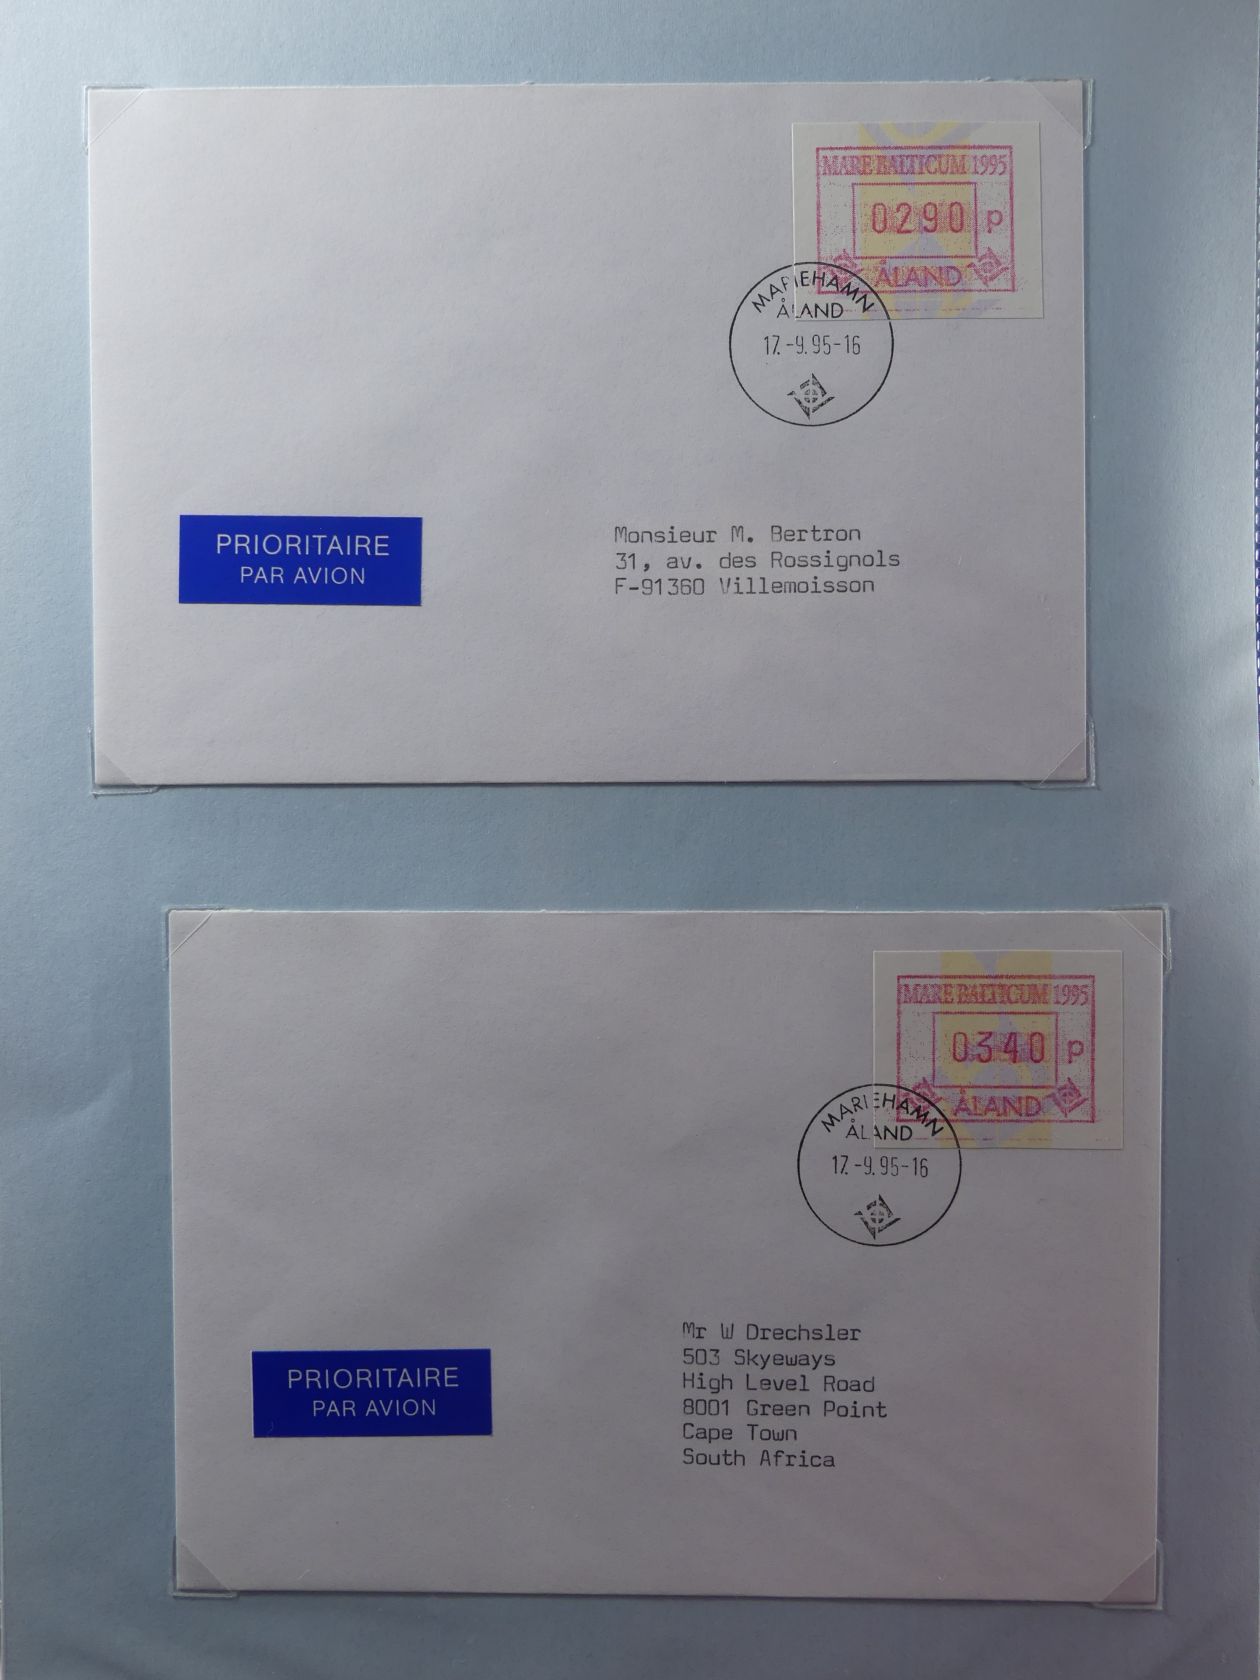 MARE BALTICUM 1995
0290 p
ÅLAND
MARIEHAMN
ÅLAND
17.-9.95-16
PRIORITAIRE
PAR AVION
Monsieur M. Bertron
31, av. des Rossignols
F-91360 Villemoisson
MARE BALTICUM 1995
0340 p
ÅLAND
MARIEHAMN
ÅLAND
17.-9.95-16
PRIORITAIRE
PAR AVION
Mr W Drechsler
503 Skyeways
High Level Road
8001 Green Point
Cape Town
South Africa